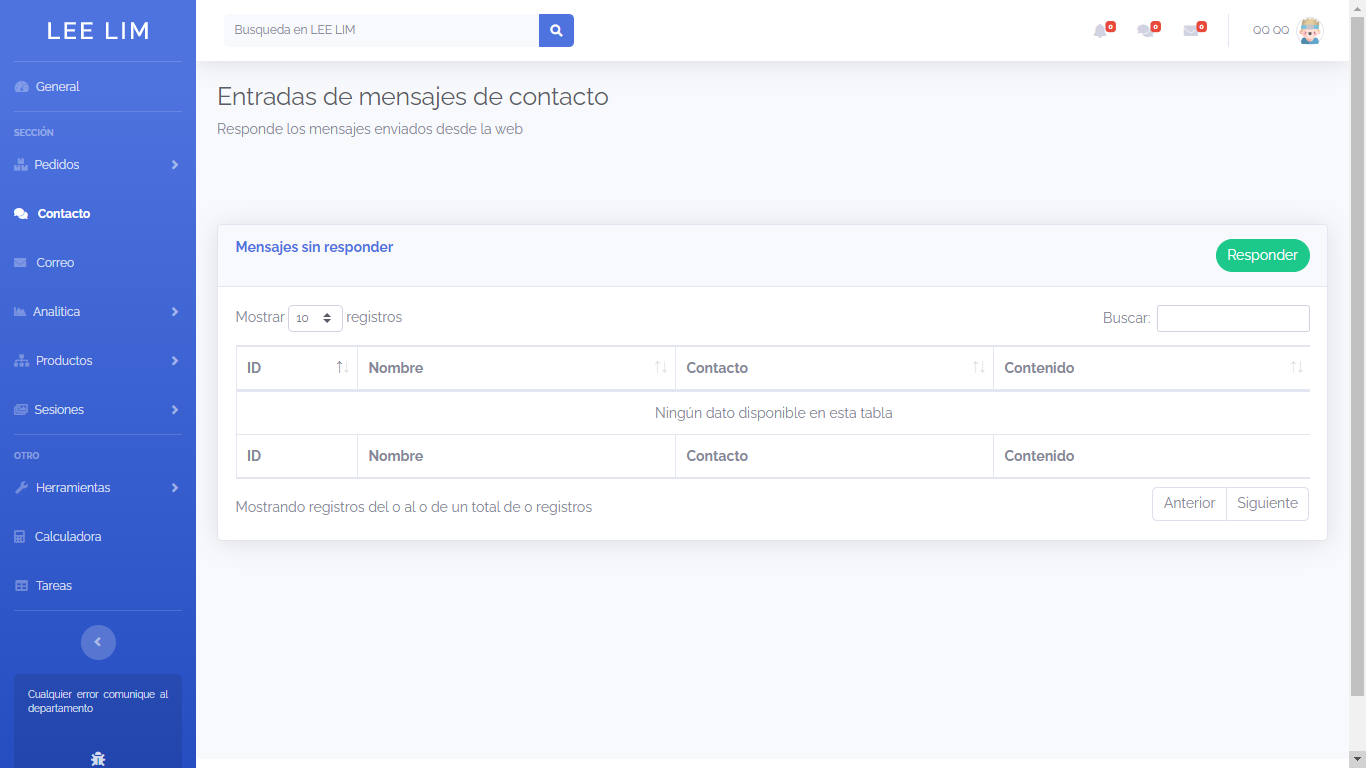 LEE LIM
Busqueda en LEE LIM
0
0
0
QQ QQ
General
SECCIÓN
Pedidos
Contacto
Correo
Analitica
Productos
Sesiones
OTRO
Herramientas
Calculadora
Tareas
Cualquier error comunique al
departamento
Entradas de mensajes de contacto
Responde los mensajes enviados desde la web
Mensajes sin responder
Responder
Mostrar 10 registros
Buscar:
ID Nombre Contacto Contenido
Ningún dato disponible en esta tabla
ID Nombre Contacto Contenido
Mostrando registros del 0 al 0 de un total de 0 registros
Anterior Siguiente